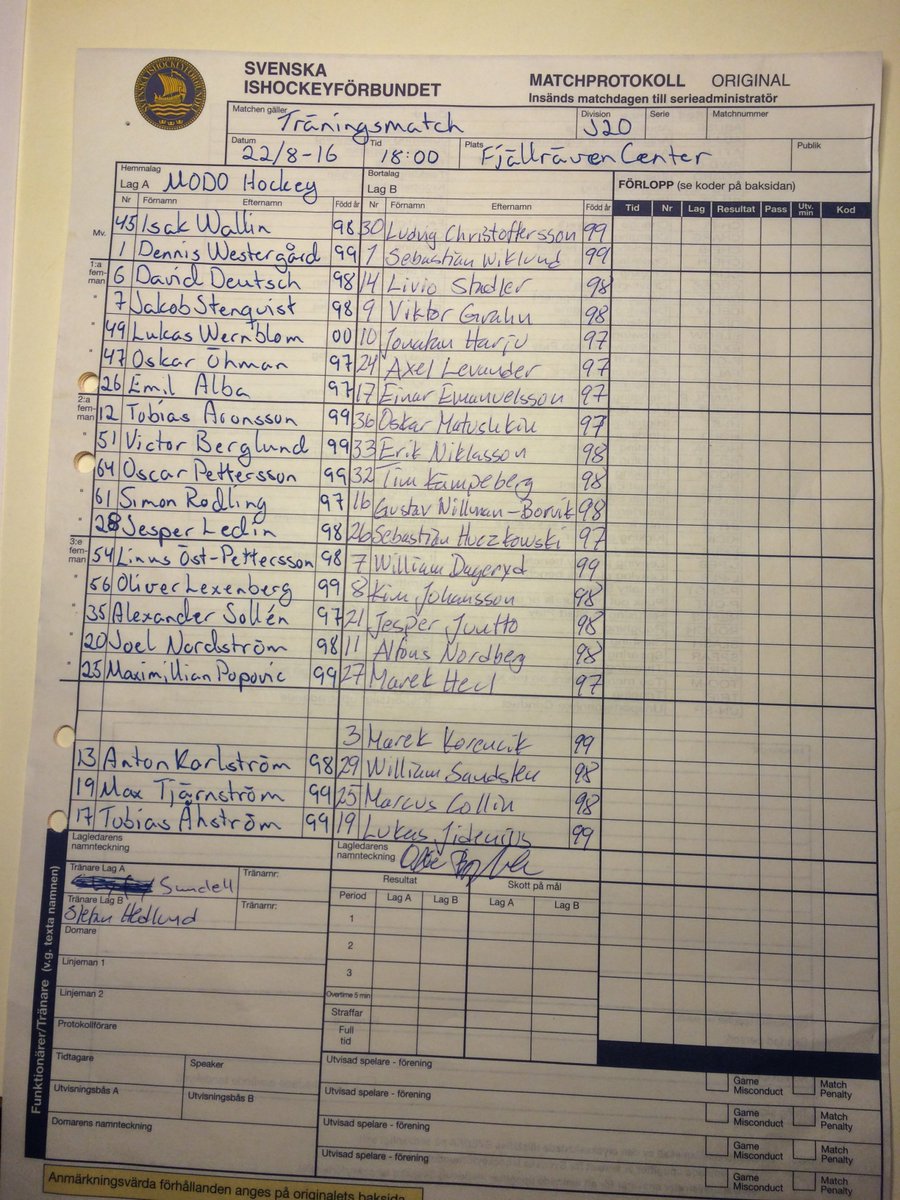 SVENSKA ISHOCKEYFÖRBUNDET
SVENSKA
ISHOCKEYFÖRBUNDET
MATCHPROTOKOLL ORIGINAL
Insänds matchdagen till serieadministratör
Matchen gäller Träningsmatch Division J20 Serie Matchnummer
Datum 22/8-16 Tid 18:00 Plats Fjällräven Center Publik
Hemmalag Lag A MODO Hockey Bortalag Lag B FÖRLOPP (se koder på baksidan)
Nr Förnamn Efternamn Född år Nr Förnamn Efternamn Född år Tid Nr Lag Resultat Pass Utv. min Kod
Mv. 45 Isak Wallin 98 30 Ludvig Christoffersson 99
1 Dennis Westergård 99 1 Sebastian Wiklund 99
1:a fem-man 6 David Deutsch 98 14 Livio Stadler 98
" 7 Jakob Stenqvist 98 9 Viktor Grahn 98
" 49 Lukas Wernblom 00 10 Jonatan Harju 97
" 47 Oskar Öhman 97 24 Axel Levander 97
" 26 Emil Alba 97 17 Einar Emanuelsson 97
2:a fem-man 12 Tobias Aronsson 99 36 Oskar Matushkin 97
" 51 Victor Berglund 99 33 Erik Niklasson 98
" 64 Oscar Pettersson 99 32 Tim Kampeberg 98
" 61 Simon Rodling 97 16 Gustav Willman-Borvik 98
" 28 Jesper Ledin 98 26 Sebastian Huczkowski 97
3:e fem-man 54 Linus Öst-Pettersson 98 7 William Dageryd 99
" 56 Oliver Lexenberg 99 8 Kim Johansson 98
" 35 Alexander Sollén 97 21 Jesper Juutto 98
" 20 Joel Nordström 98 11 Alfons Nordberg 98
" 25 Maximillian Popovic 99 27 Marek Hecl 97
3 Marek Korencik 99
13 Anton Karlström 98 29 William Sandsten 98
19 Max Tjärnström 99 25 Marcus Collin 98
17 Tobias Åhström 99 19 Lukas 99
Lagledarens namnteckning Lagledarens namnteckning
Funktionärer/Tränare (v.g. texta namnen)
Tränare Lag A Sundell Tränarnr:
Tränare Lag B Stefan Hedlund Tränarnr:
Domare
Linjeman 1
Linjeman 2
Protokollförare
Tidtagare Speaker
Utvisningsbås A Utvisningsbås B
Domarens namnteckning
Resultat Skott på mål
Period Lag A Lag B Lag A Lag B
1
2
3
Overtime 5 min
Straffar
Full tid
Utvisad spelare - förening Game Misconduct Match Penalty
Utvisad spelare - förening Game Misconduct Match Penalty
Utvisad spelare - förening Game Misconduct Match Penalty
Utvisad spelare - förening Game Misconduct Match Penalty
Anmärkningsvärda förhållanden anges på originalets baksida